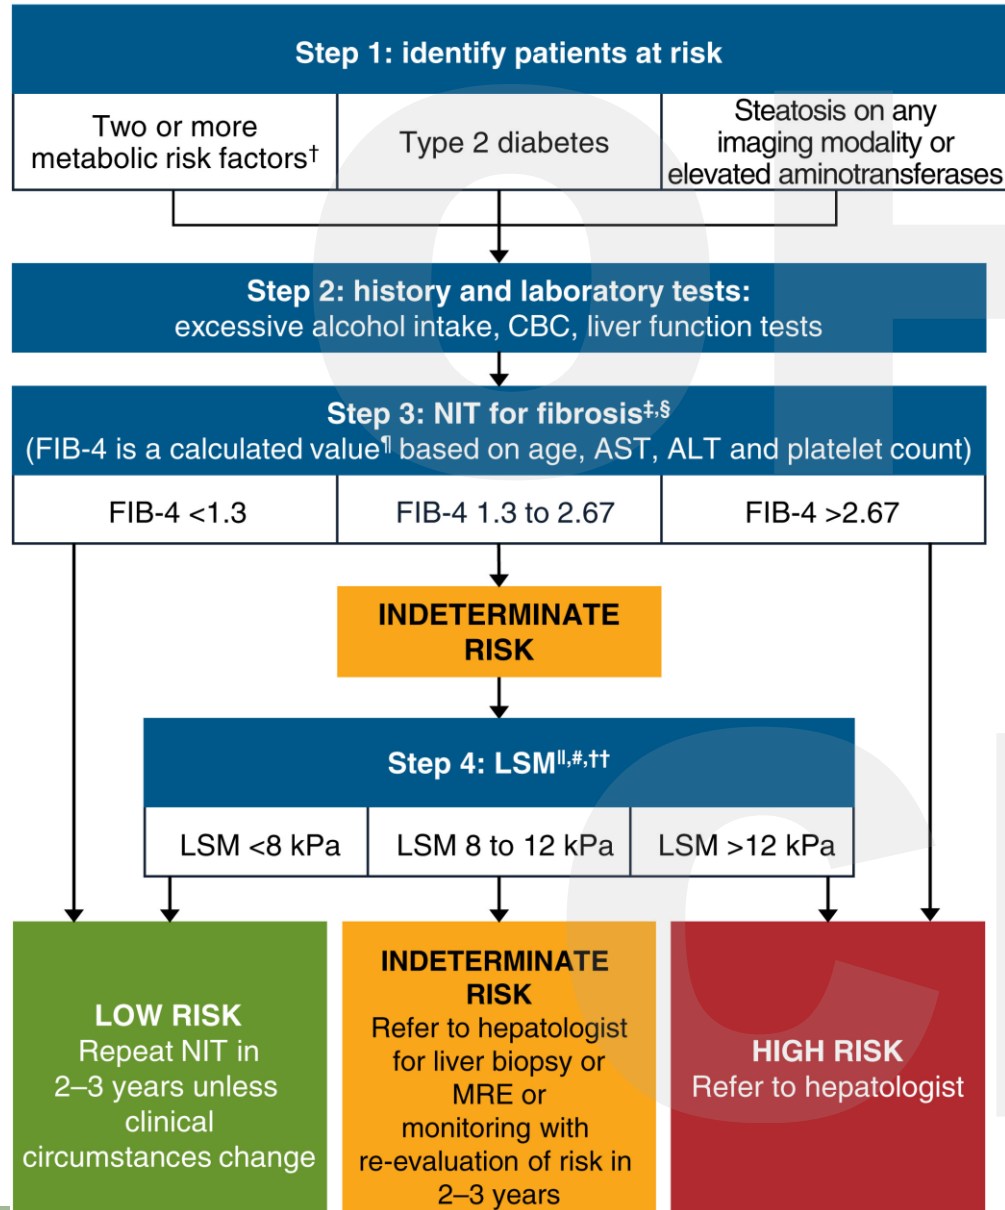 Step 1: identify patients at risk
Two or more
metabolic risk factors†
Type 2 diabetes
Steatosis on any
imaging modality or
elevated aminotransferases
Step 2: history and laboratory tests:
excessive alcohol intake, CBC, liver function tests
Step 3: NIT for fibrosis‡,§
(FIB-4 is a calculated value¶ based on age, AST, ALT and platelet count)
FIB-4 <1.3
FIB-4 1.3 to 2.67
FIB-4 >2.67
INDETERMINATE
RISK
Step 4: LSM||,#,††
LSM <8 kPa
LSM 8 to 12 kPa
LSM >12 kPa
LOW RISK
Repeat NIT in
2–3 years unless
clinical
circumstances change
INDETERMINATE
RISK
Refer to hepatologist
for liver biopsy or
MRE or
monitoring with
re-evaluation of risk in
2–3 years
HIGH RISK
Refer to hepatologist